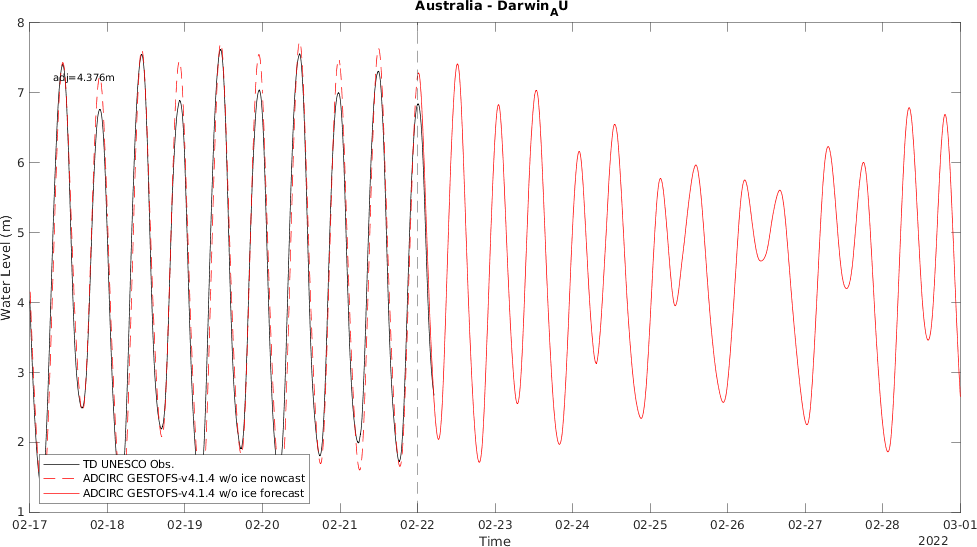 Australia - Darwin_AU
adj=4.376m
Water Level (m)
8
7
6
5
4
3
2
1
TD UNESCO Obs.
ADCIRC GESTOFS-v4.1.4 w/o ice nowcast
ADCIRC GESTOFS-v4.1.4 w/o ice forecast
02-17 02-18 02-19 02-20 02-21 02-22 02-23 02-24 02-25 02-26 02-27 02-28 03-01
Time
2022